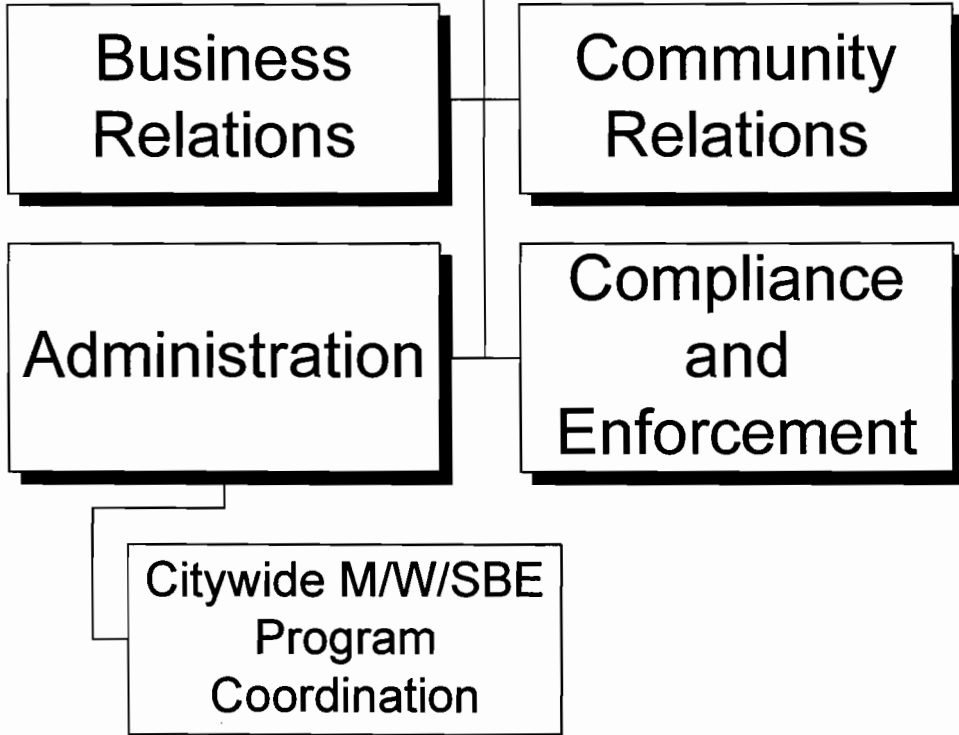 Business
Relations
Community
Relations
Administration
Compliance
and
Enforcement
Citywide M/W/SBE
Program
Coordination